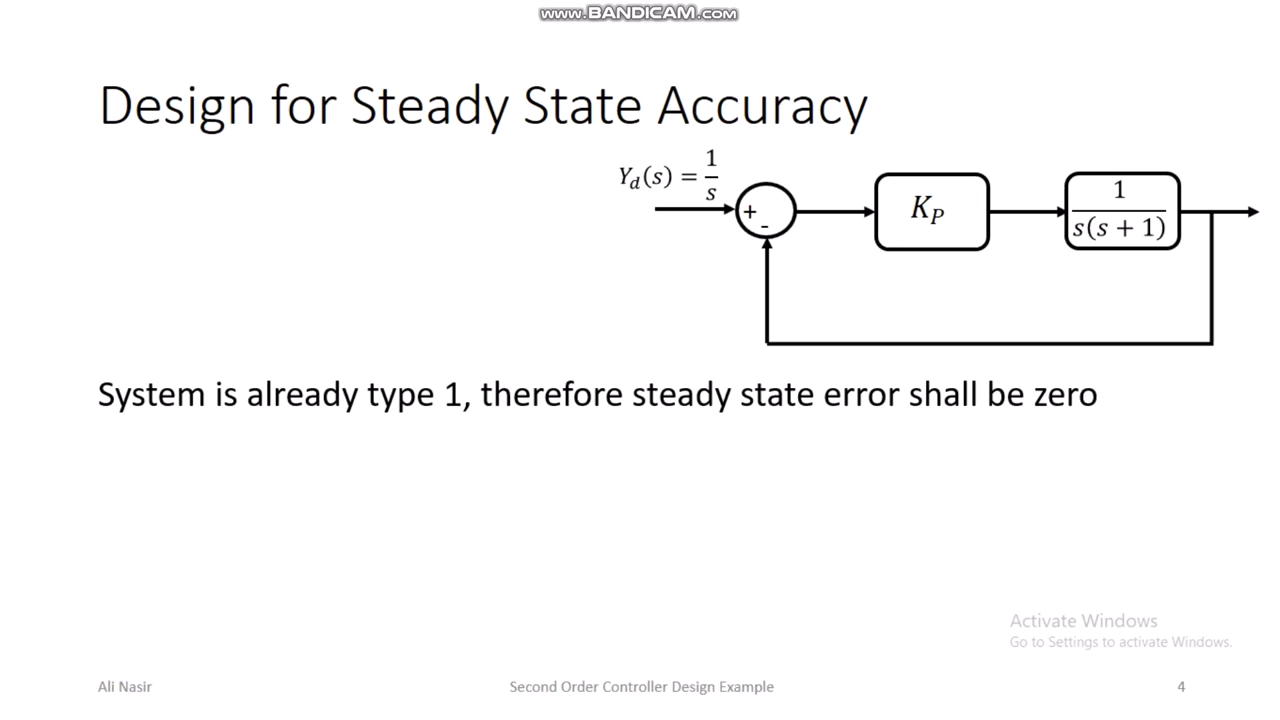 www.BANDICAM.com
Design for Steady State Accuracy
Y_d(s) = 1/s
+
-
K_P
1/s(s + 1)
System is already type 1, therefore steady state error shall be zero
Activate Windows
Go to Settings to activate Windows.
Ali Nasir
Second Order Controller Design Example
4